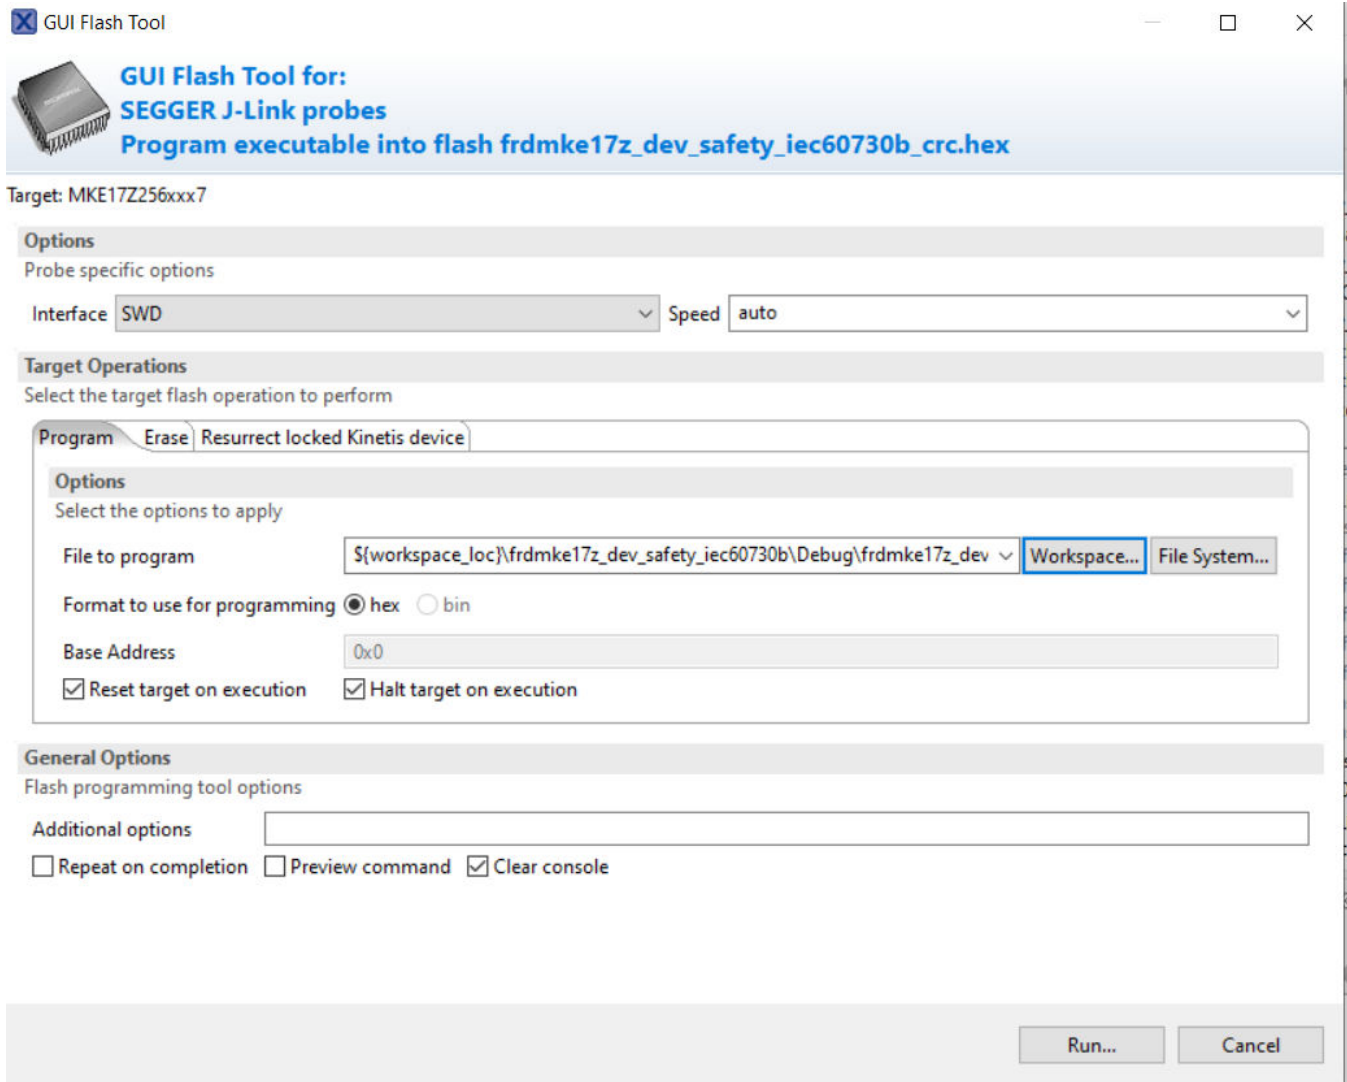 GUI Flash Tool
GUI Flash Tool for:
SEGGER J-Link probes
Program executable into flash frdmke17z_dev_safety_iec60730b_crc.hex
Target: MKE17Z256xxx7
Options
Probe specific options
Interface SWD Speed auto
Target Operations
Select the target flash operation to perform
Program Erase Resurrect locked Kinetis device
Options
Select the options to apply
File to program ${workspace_loc}\frdmke17z_dev_safety_iec60730b\Debug\frdmke17z_dev Workspace... File System...
Format to use for programming hex bin
Base Address 0x0
Reset target on execution Halt target on execution
General Options
Flash programming tool options
Additional options
Repeat on completion Preview command Clear console
Run... Cancel